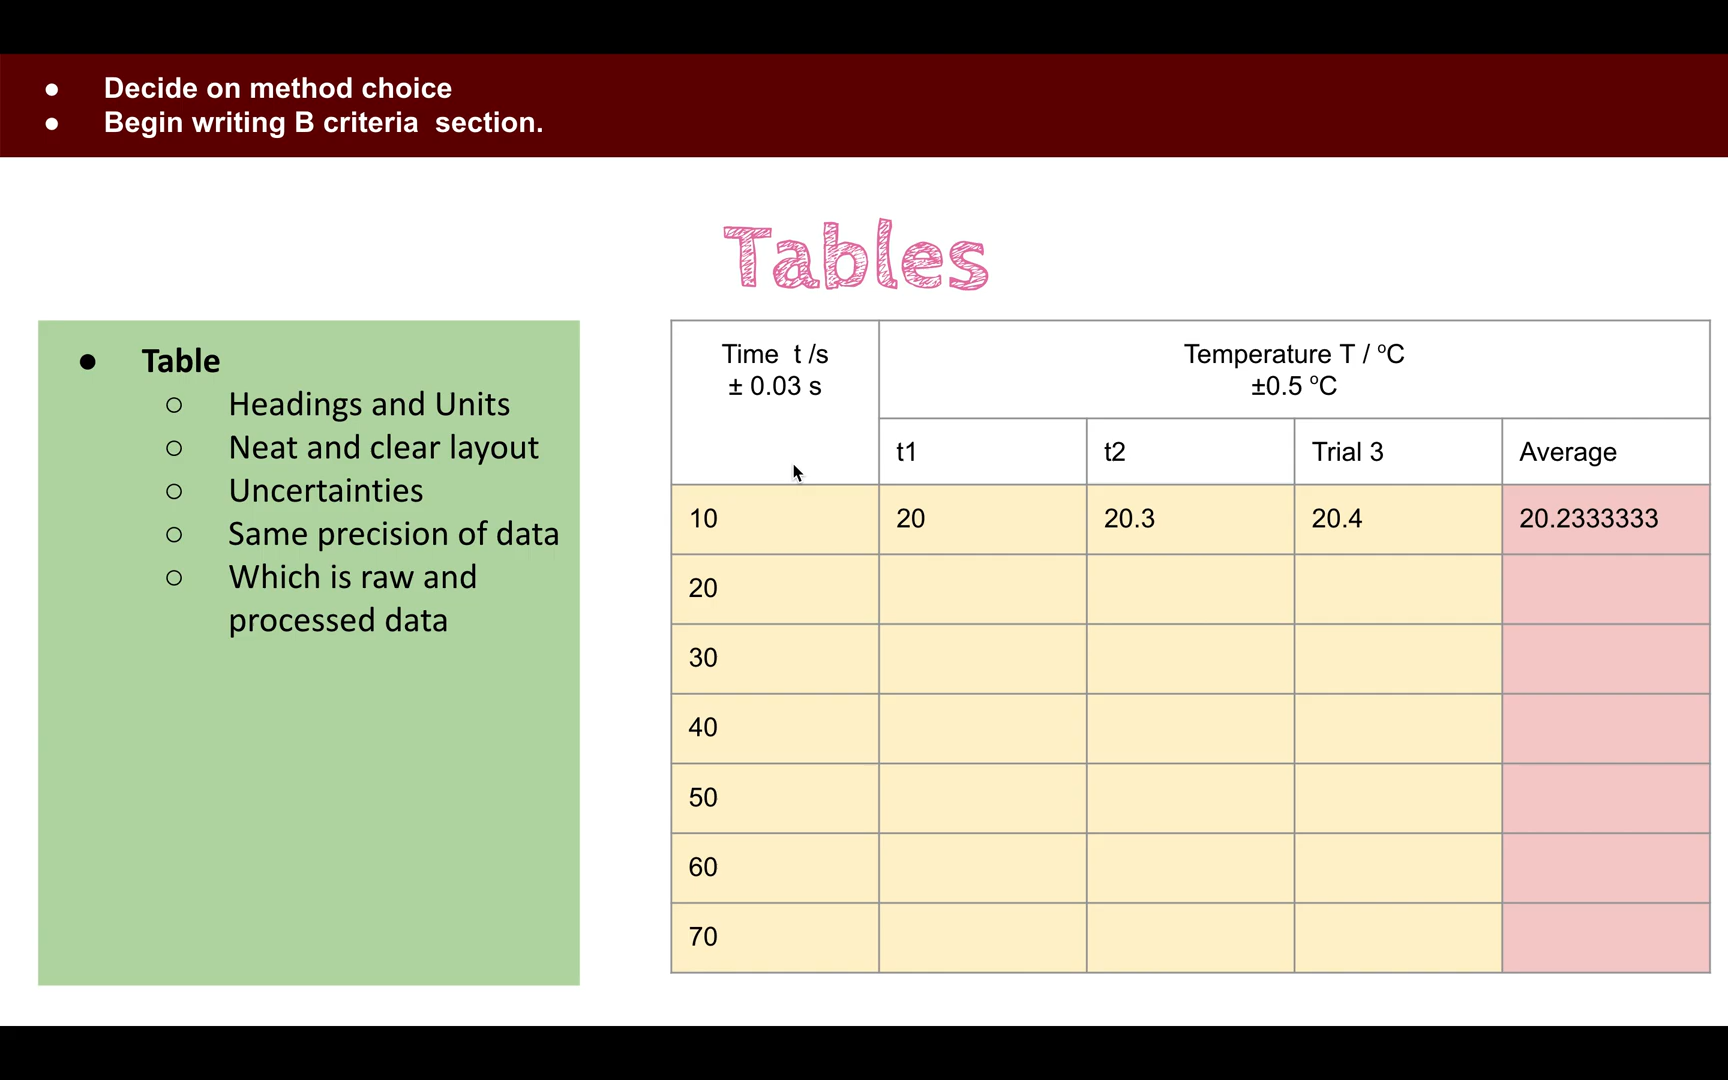 ● Decide on method choice
● Begin writing B criteria section.
Tables
● Table
○ Headings and Units
○ Neat and clear layout
○ Uncertainties
○ Same precision of data
○ Which is raw and
processed data
Time t /s
± 0.03 s
Temperature T / ºC
±0.5 ºC
t1 t2 Trial 3 Average
10 20 20.3 20.4 20.2333333
20
30
40
50
60
70